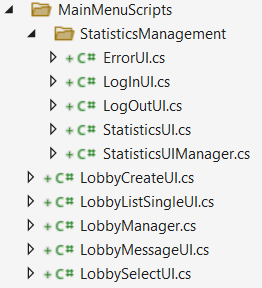 MainMenuScripts
StatisticsManagement
+ C# ErrorUI.cs
+ C# LogInUI.cs
+ C# LogOutUI.cs
+ C# StatisticsUI.cs
+ C# StatisticsUIManager.cs
+ C# LobbyCreateUI.cs
+ C# LobbyListSingleUI.cs
+ C# LobbyManager.cs
+ C# LobbyMessageUI.cs
+ C# LobbySelectUI.cs